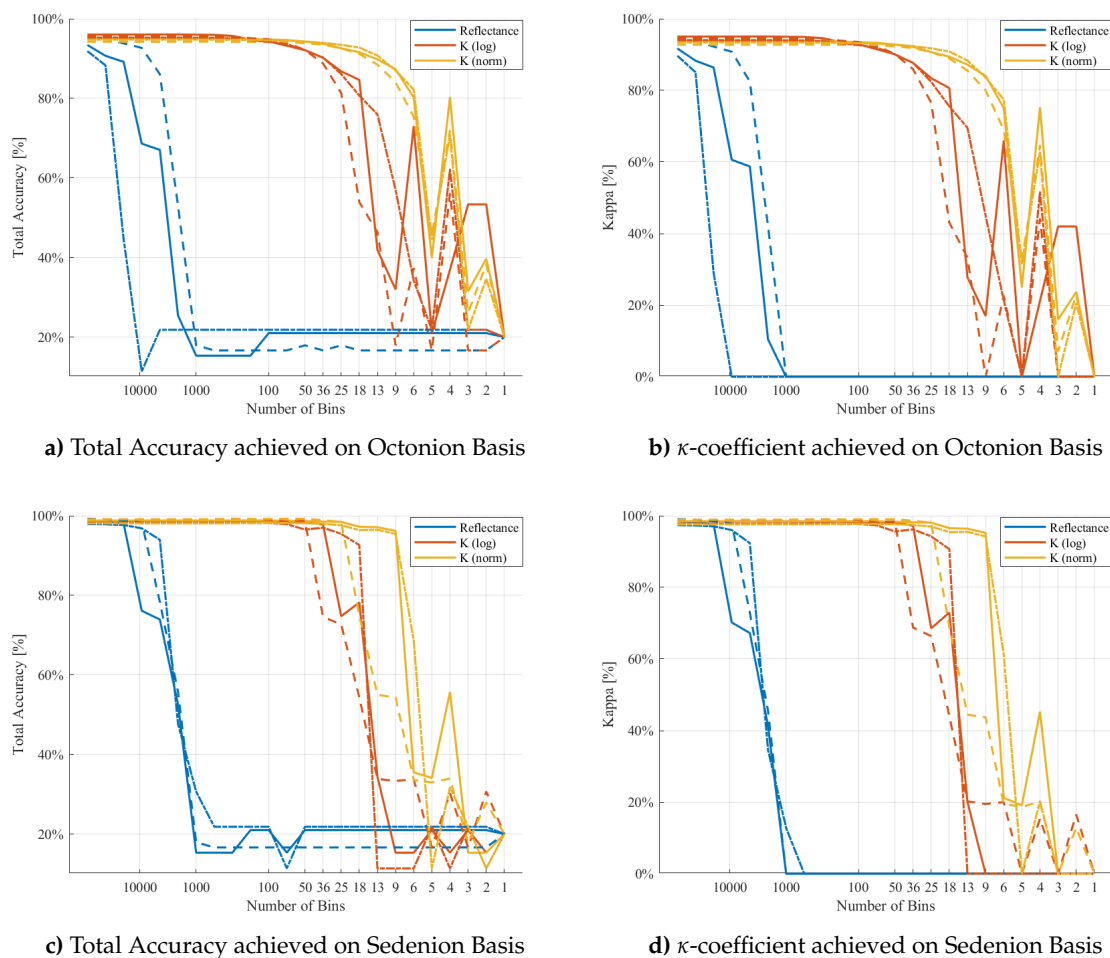 100%
80%
60%
40%
20%
Total Accuracy [%]
10000 1000 100 50 36 25 18 13 9 6 5 4 3 2 1
Number of Bins
Reflectance
K (log)
K (norm)
a) Total Accuracy achieved on Octonion Basis
100%
80%
60%
40%
20%
0%
Kappa [%]
10000 1000 100 50 36 25 18 13 9 6 5 4 3 2 1
Number of Bins
Reflectance
K (log)
K (norm)
b) κ-coefficient achieved on Octonion Basis
100%
80%
60%
40%
20%
Total Accuracy [%]
10000 1000 100 50 36 25 18 13 9 6 5 4 3 2 1
Number of Bins
Reflectance
K (log)
K (norm)
c) Total Accuracy achieved on Sedenion Basis
100%
80%
60%
40%
20%
0%
Kappa [%]
10000 1000 100 50 36 25 18 13 9 6 5 4 3 2 1
Number of Bins
Reflectance
K (log)
K (norm)
d) κ-coefficient achieved on Sedenion Basis